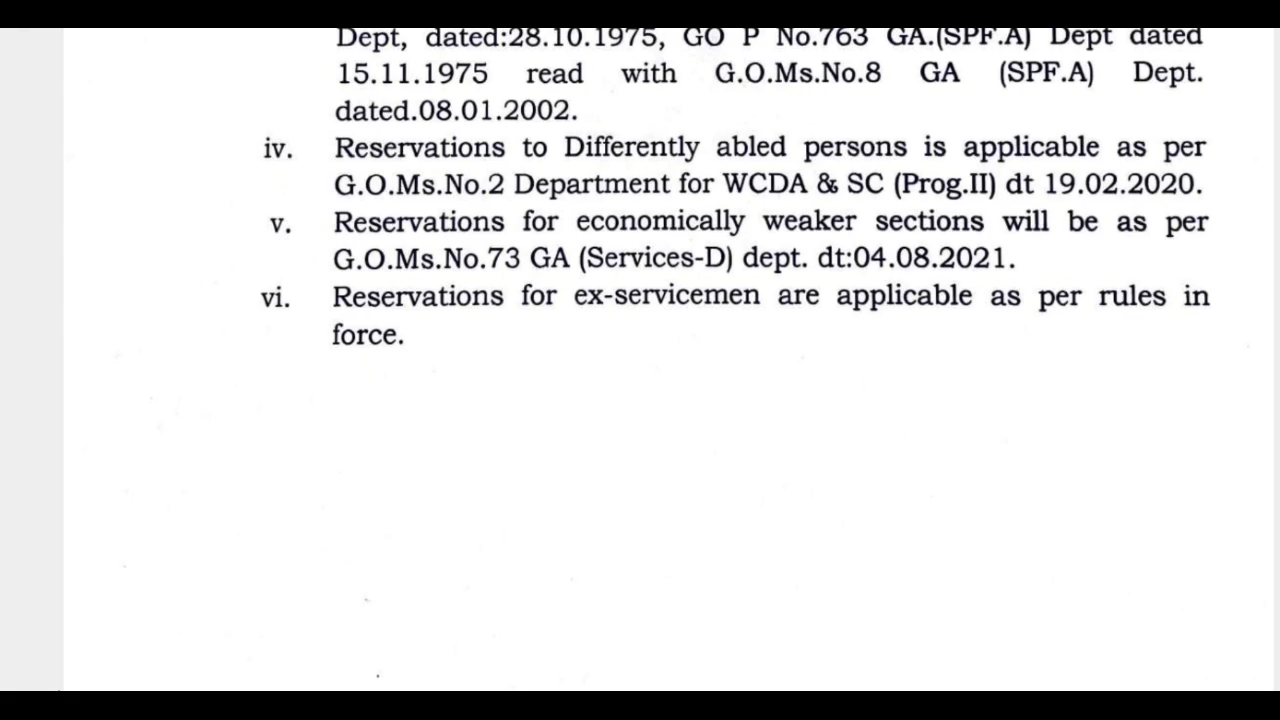 Dept, dated:28.10.1975, GO P No.763 GA.(SPF.A) Dept dated
15.11.1975 read with G.O.Ms.No.8 GA (SPF.A) Dept.
dated.08.01.2002.
iv. Reservations to Differently abled persons is applicable as per
G.O.Ms.No.2 Department for WCDA & SC (Prog.II) dt 19.02.2020.
v. Reservations for economically weaker sections will be as per
G.O.Ms.No.73 GA (Services-D) dept. dt:04.08.2021.
vi. Reservations for ex-servicemen are applicable as per rules in
force.